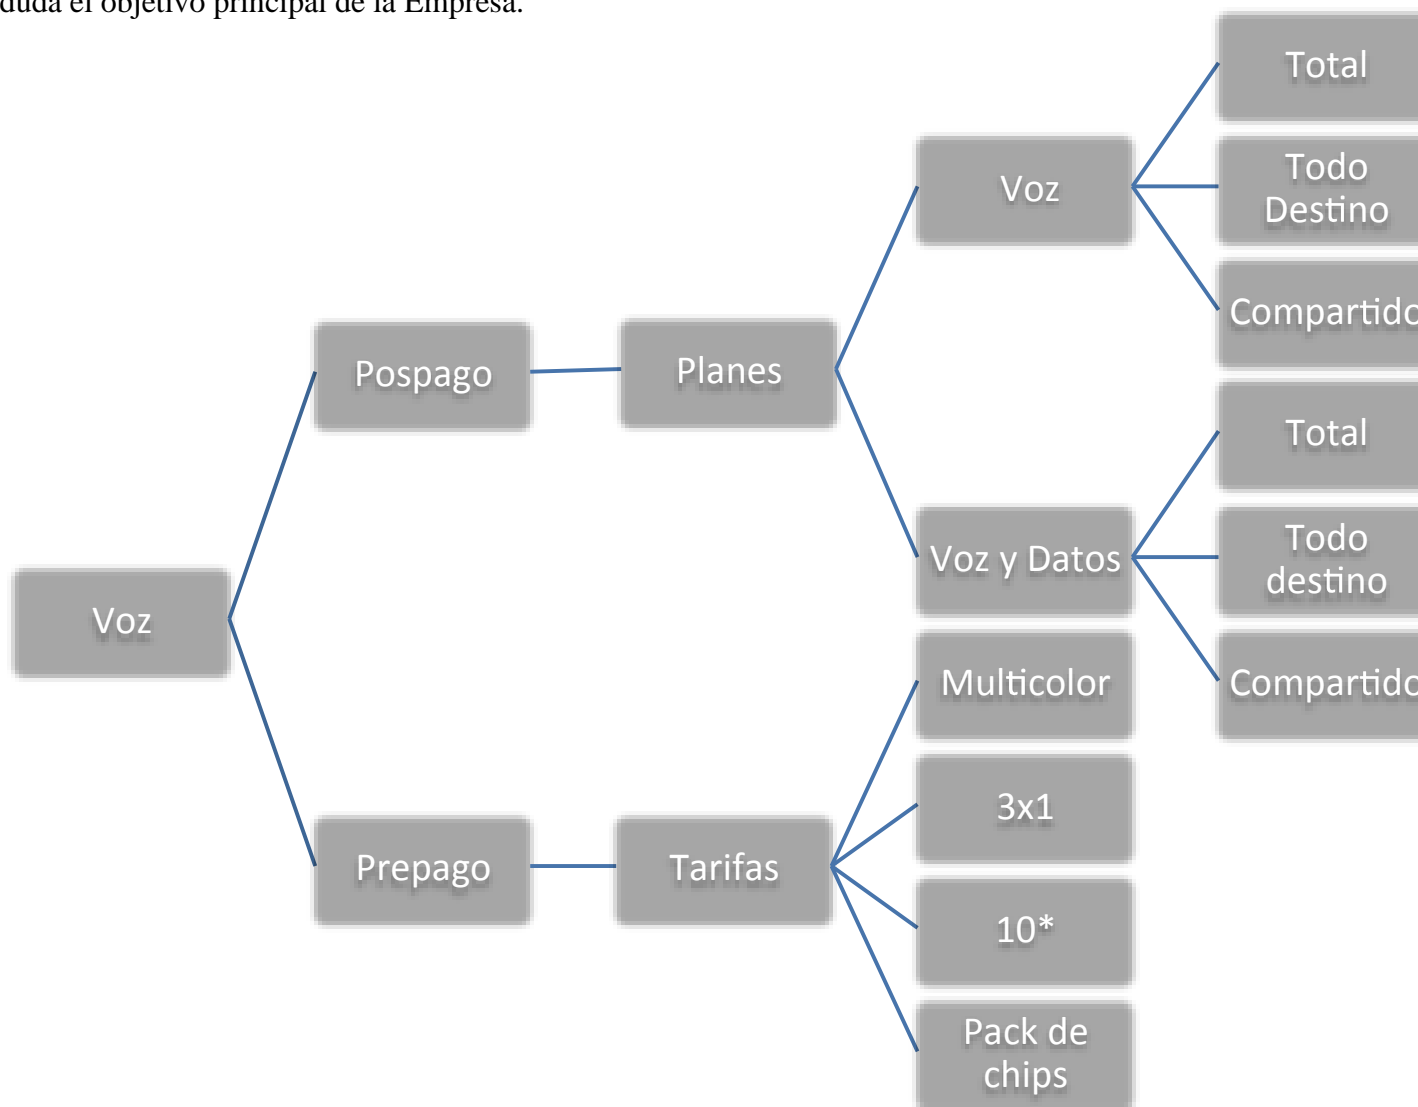 duda el objetivo principal de la Empresa.
Total
Todo
Destino
Compartido
Voz
Pospago
Planes
Total
Todo
destino
Compartido
Voz y Datos
Voz
Multicolor
3x1
Prepago
Tarifas
10*
Pack de
chips